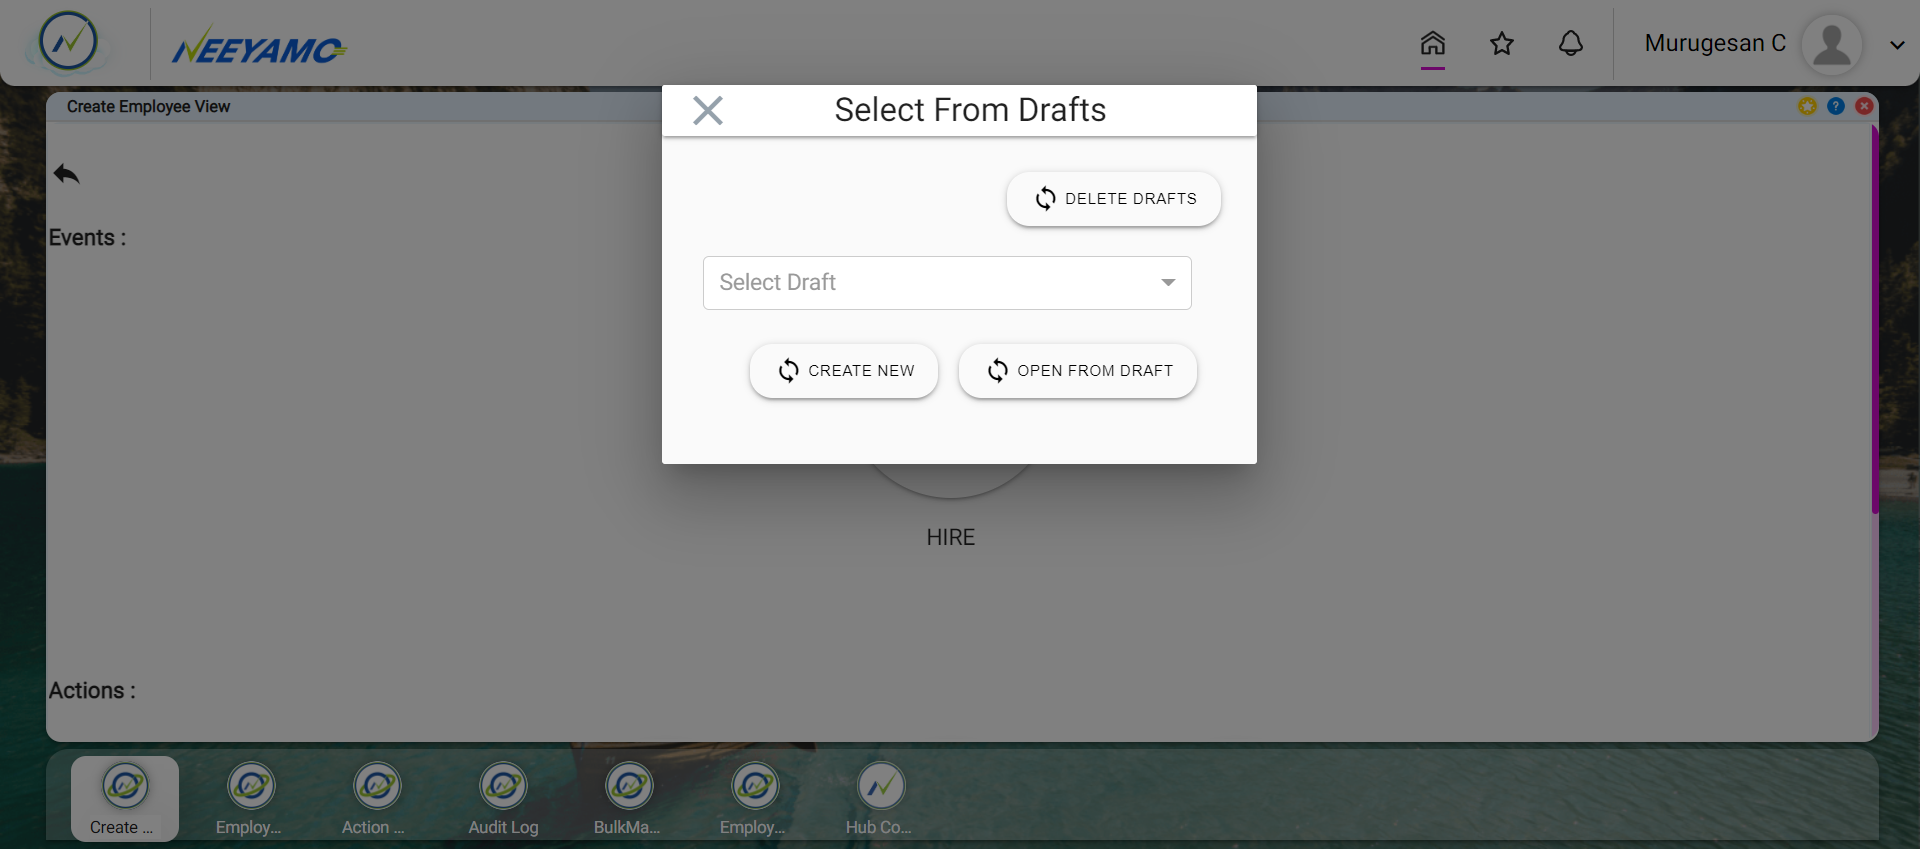 NEEYAMO
Murugesan C
Create Employee View
Select From Drafts
DELETE DRAFTS
Events :
Select Draft
CREATE NEW
OPEN FROM DRAFT
HIRE
Actions :
Create ...
Employ...
Action ...
Audit Log
BulkMa...
Employ...
Hub Co...